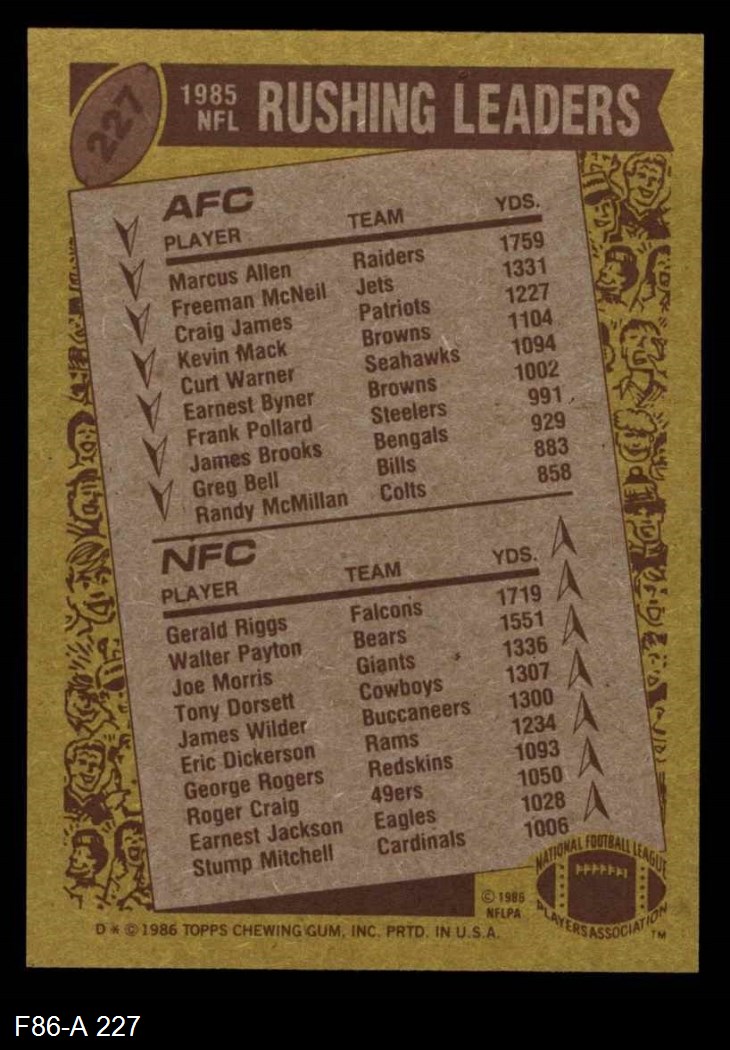 227
1985 NFL RUSHING LEADERS
AFC
PLAYER TEAM YDS.
Marcus Allen Raiders 1759
Freeman McNeil Jets 1331
Craig James Patriots 1227
Kevin Mack Browns 1104
Curt Warner Seahawks 1094
Earnest Byner Browns 1002
Frank Pollard Steelers 991
James Brooks Bengals 929
Greg Bell Bills 883
Randy McMillan Colts 858
NFC
PLAYER TEAM YDS.
Gerald Riggs Falcons 1719
Walter Payton Bears 1551
Joe Morris Giants 1336
Tony Dorsett Cowboys 1307
James Wilder Buccaneers 1300
Eric Dickerson Rams 1234
George Rogers Redskins 1093
Roger Craig 49ers 1050
Earnest Jackson Eagles 1028
Stump Mitchell Cardinals 1006
NATIONAL FOOTBALL LEAGUE
PLAYERS ASSOCIATION
TM
© 1986
NFLPA
D * © 1986 TOPPS CHEWING GUM, INC. PRTD. IN U.S.A.
F86-A 227